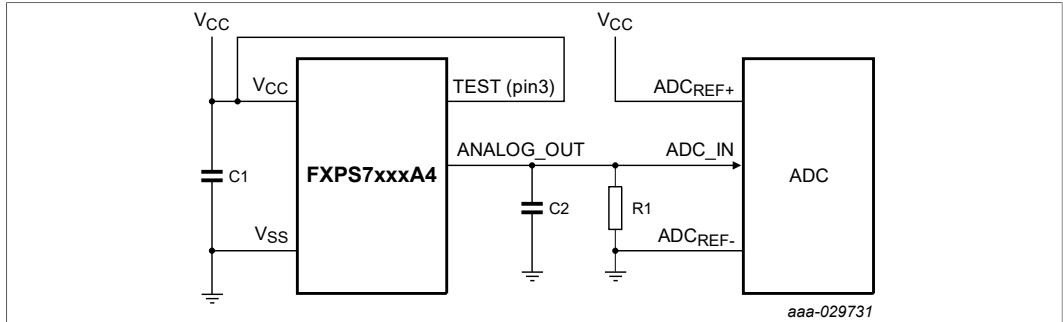 VCC
VCC
VCC
TEST (pin3)
ADCREF+
ANALOG_OUT
ADC_IN
C1
FXPS7xxxA4
ADC
C2
R1
VSS
ADCREF-
aaa-029731